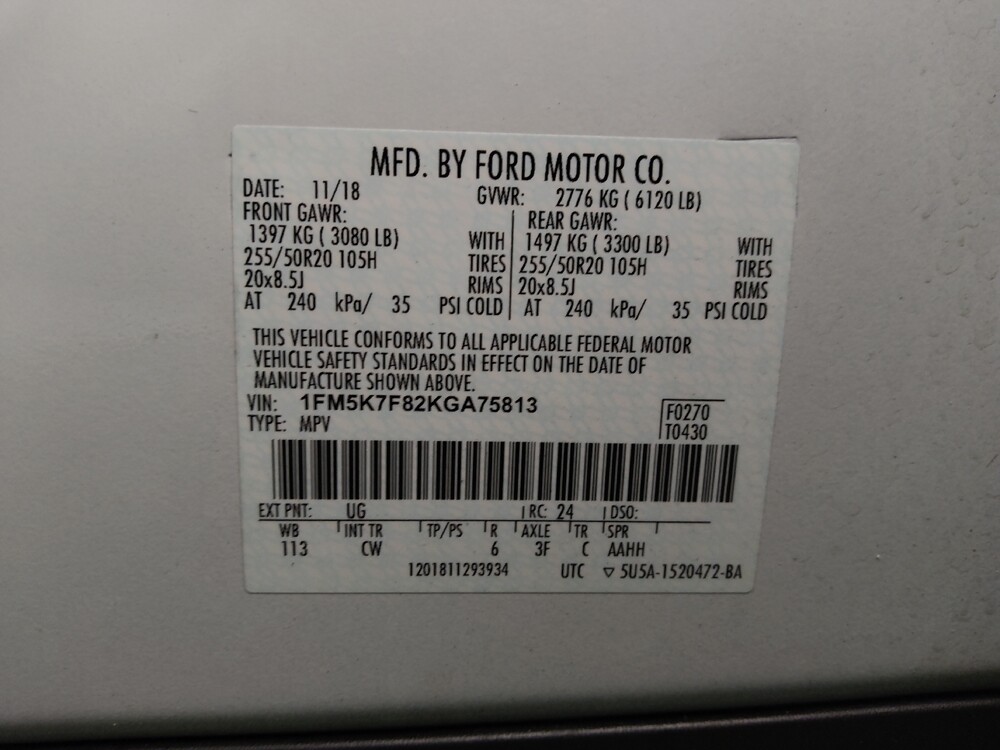 MFD. BY FORD MOTOR CO.
DATE: 11/18 GVWR: 2776 KG ( 6120 LB)
FRONT GAWR: REAR GAWR:
1397 KG ( 3080 LB) WITH 1497 KG ( 3300 LB) WITH
255/50R20 105H TIRES 255/50R20 105H TIRES
20x8.5J RIMS 20x8.5J RIMS
AT 240 kPa/ 35 PSI COLD AT 240 kPa/ 35 PSI COLD
THIS VEHICLE CONFORMS TO ALL APPLICABLE FEDERAL MOTOR
VEHICLE SAFETY STANDARDS IN EFFECT ON THE DATE OF
MANUFACTURE SHOWN ABOVE.
VIN: 1FM5K7F82KGA75813 F0270
TYPE: MPV T0430
EXT PNT: UG RC: 24 DSO:
WB INT TR TP/PS R AXLE TR SPR
113 CW 6 3F C AAHH
1201811293934 UTC ▽ 5U5A-1520472-BA